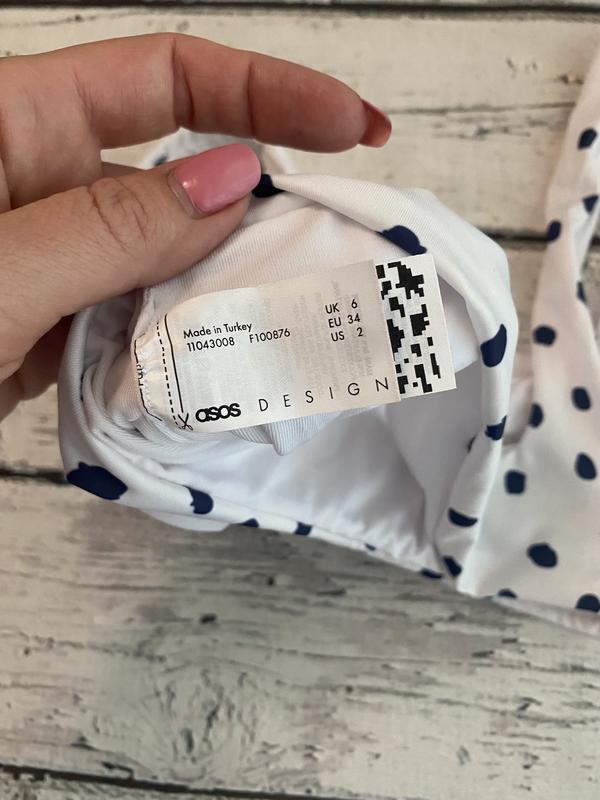 Made in Turkey
11043008 F100876
UK 6
EU 34
US 2
asos DESIGN